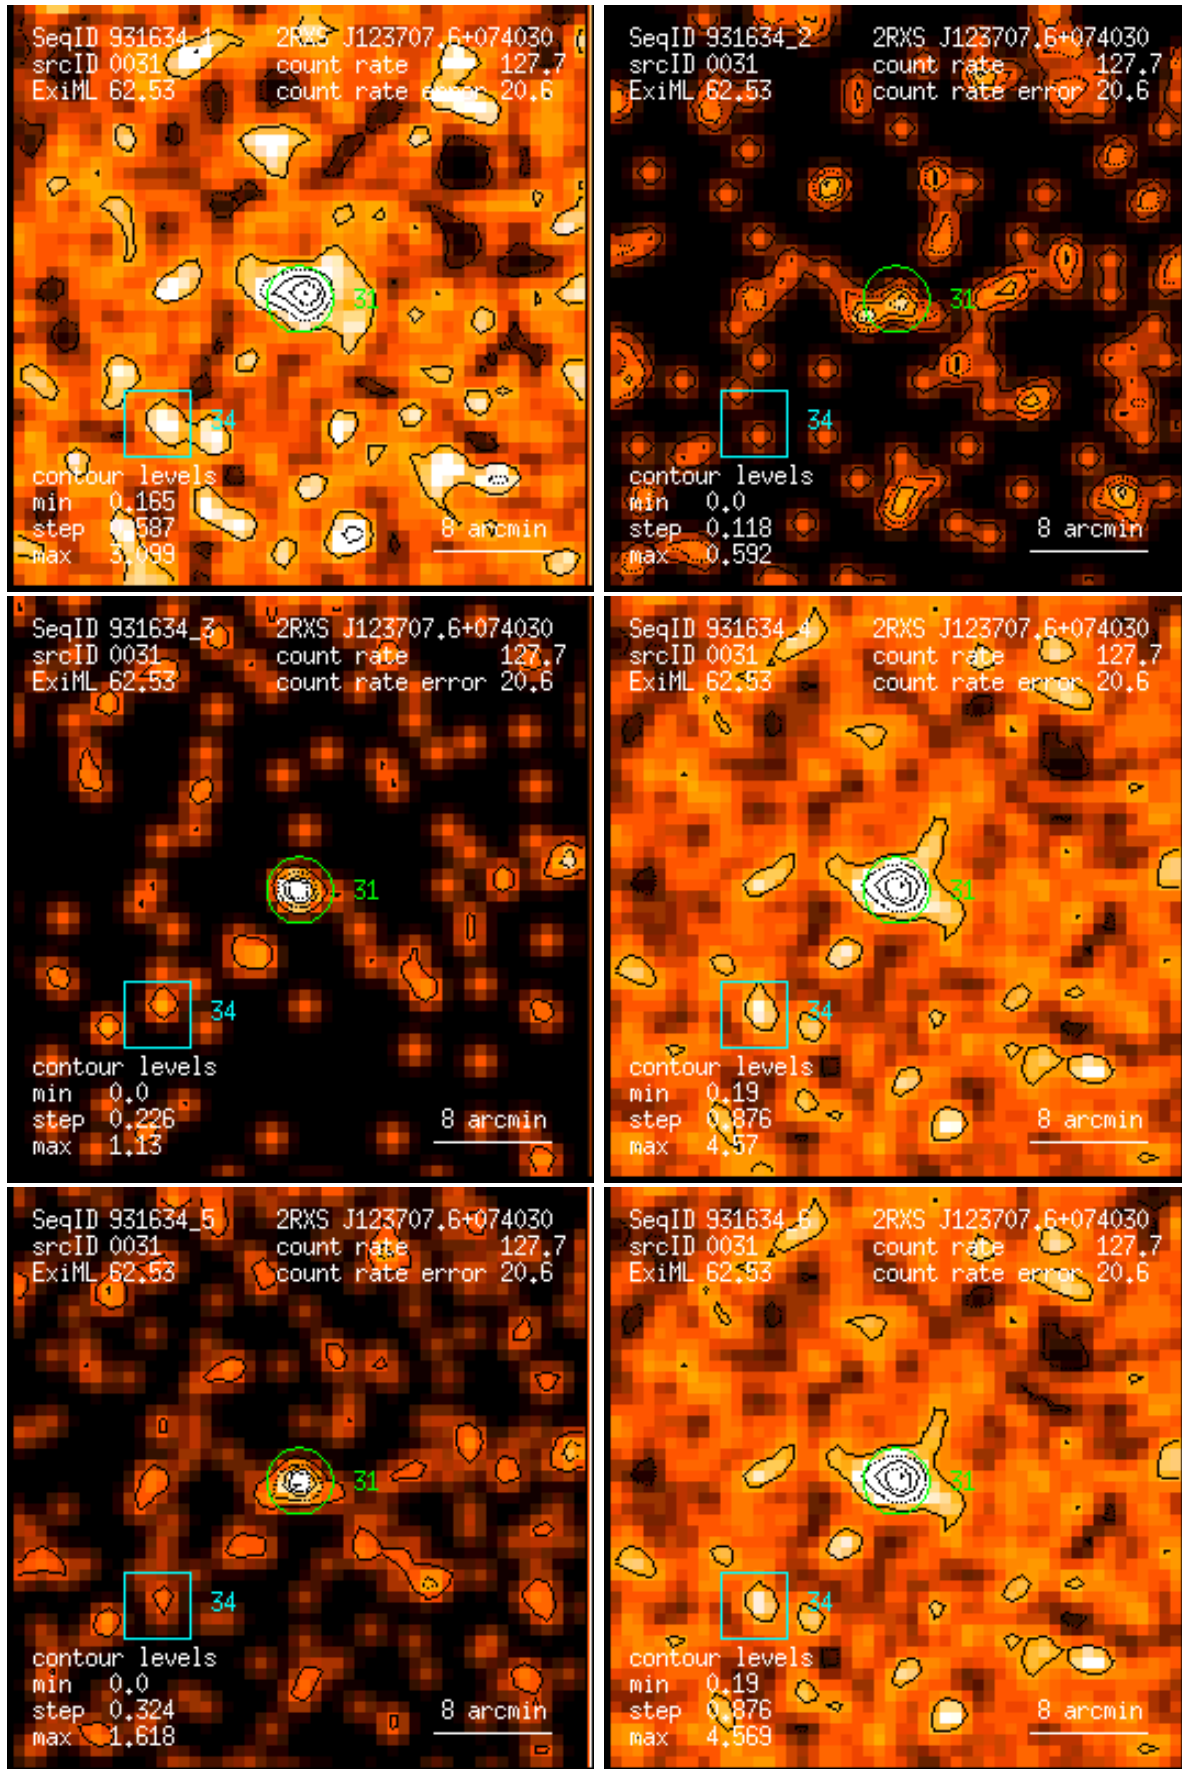 SeqID 931634_1 2RXS J123707.6+074030
srcID 0031 count rate 127.7
ExiML 62.53 count rate error 20.6
31
34
contour levels
min 0.165
step 0.587 8 arcmin
max 3.099
SeqID 931634_2 2RXS J123707.6+074030
srcID 0031 count rate 127.7
ExiML 62.53 count rate error 20.6
31
34
contour levels
min 0.0
step 0.118 8 arcmin
max 0.592
SeqID 931634_3 2RXS J123707.6+074030
srcID 0031 count rate 127.7
ExiML 62.53 count rate error 20.6
31
34
contour levels
min 0.0
step 0.226 8 arcmin
max 1.13
SeqID 931634_4 2RXS J123707.6+074030
srcID 0031 count rate 127.7
ExiML 62.53 count rate error 20.6
31
34
contour levels
min 0.19
step 0.876 8 arcmin
max 4.57
SeqID 931634_5 2RXS J123707.6+074030
srcID 0031 count rate 127.7
ExiML 62.53 count rate error 20.6
31
34
contour levels
min 0.0
step 0.324 8 arcmin
max 1.618
SeqID 931634_6 2RXS J123707.6+074030
srcID 0031 count rate 127.7
ExiML 62.53 count rate error 20.6
31
34
contour levels
min 0.19
step 0.876 8 arcmin
max 4.569